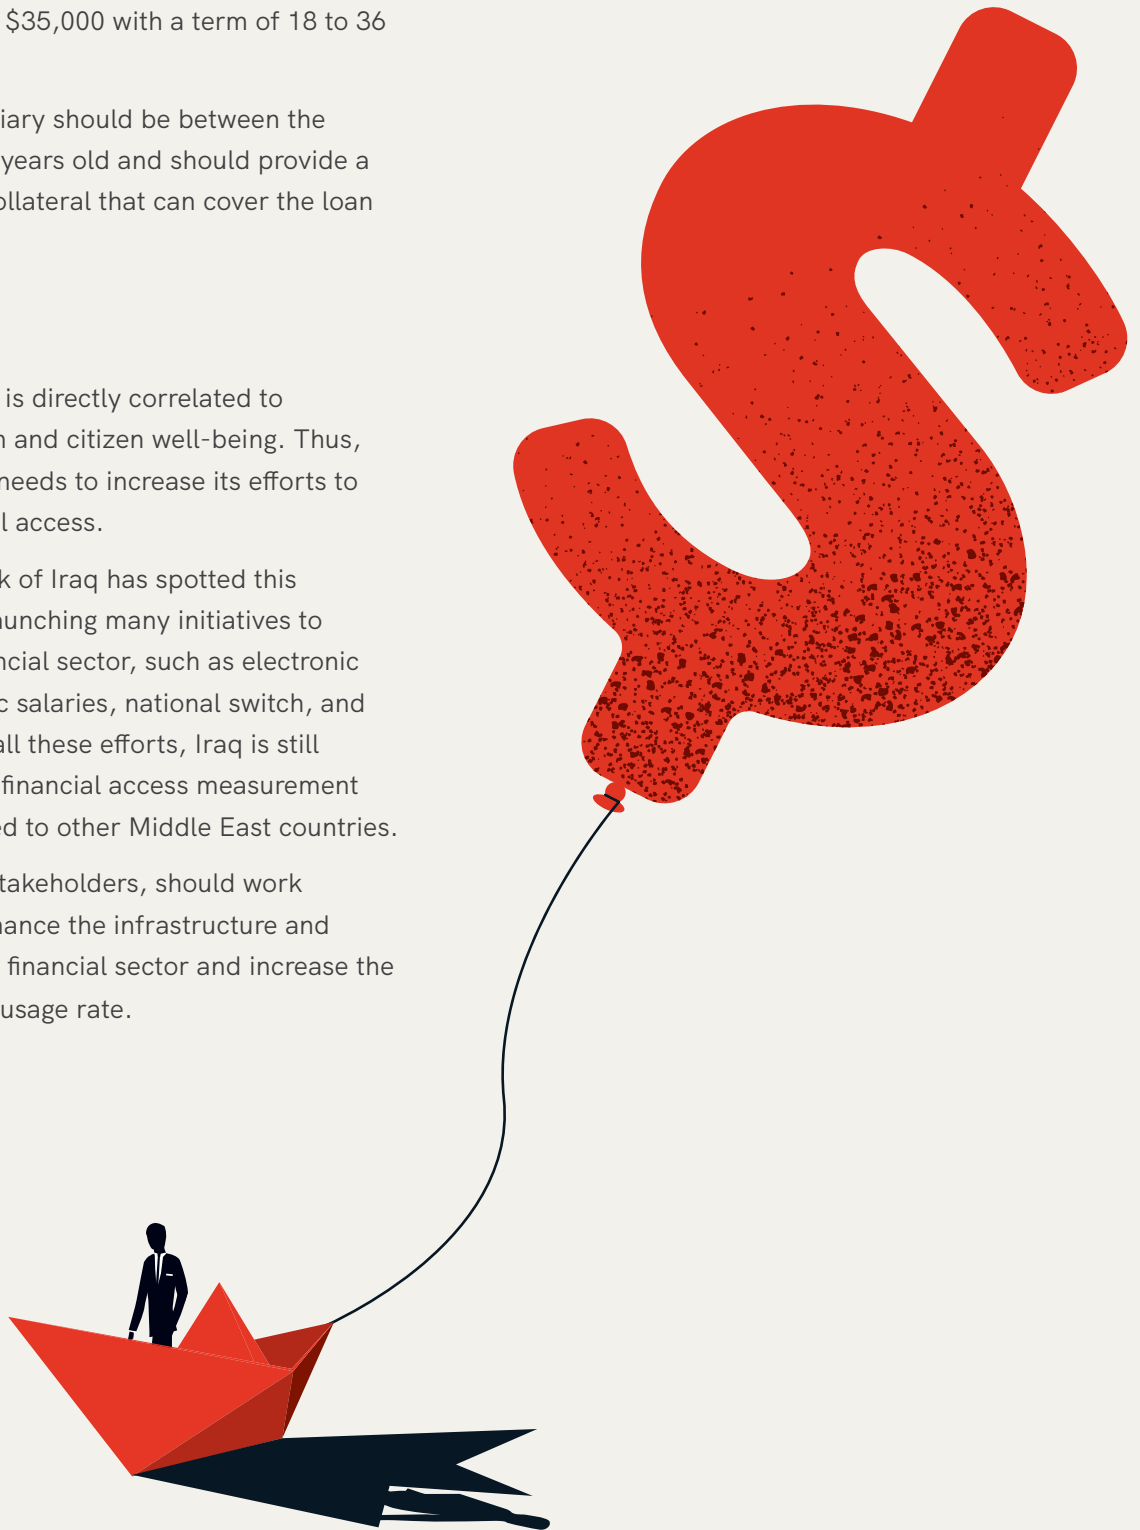 $35,000 with a term of 18 to 36
iary should be between the
years old and should provide a
ollateral that can cover the loan
is directly correlated to
n and citizen well-being. Thus,
needs to increase its efforts to
l access.
k of Iraq has spotted this
aunching many initiatives to
ncial sector, such as electronic
c salaries, national switch, and
all these efforts, Iraq is still
financial access measurement
ed to other Middle East countries.
takeholders, should work
hance the infrastructure and
financial sector and increase the
usage rate.